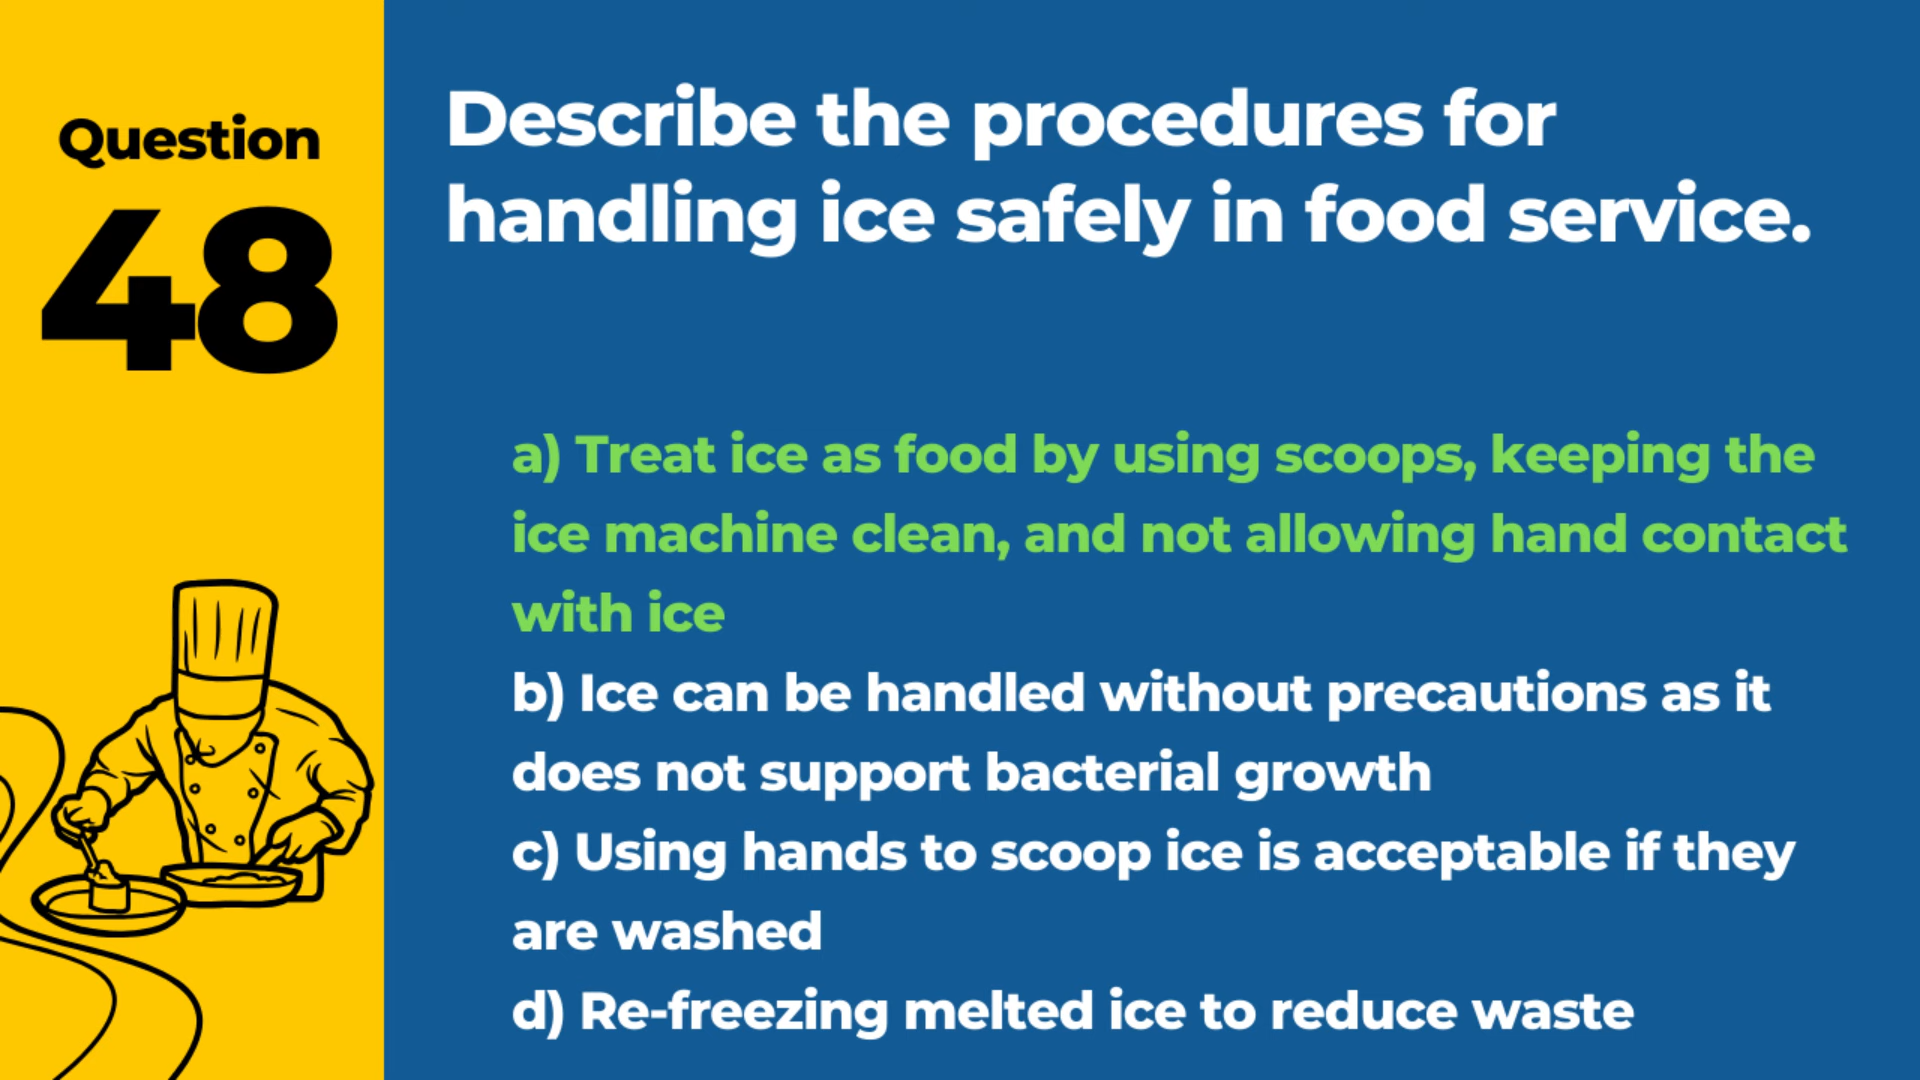 Question
48
Describe the procedures for
handling ice safely in food service.
a) Treat ice as food by using scoops, keeping the
ice machine clean, and not allowing hand contact
with ice
b) Ice can be handled without precautions as it
does not support bacterial growth
c) Using hands to scoop ice is acceptable if they
are washed
d) Re-freezing melted ice to reduce waste